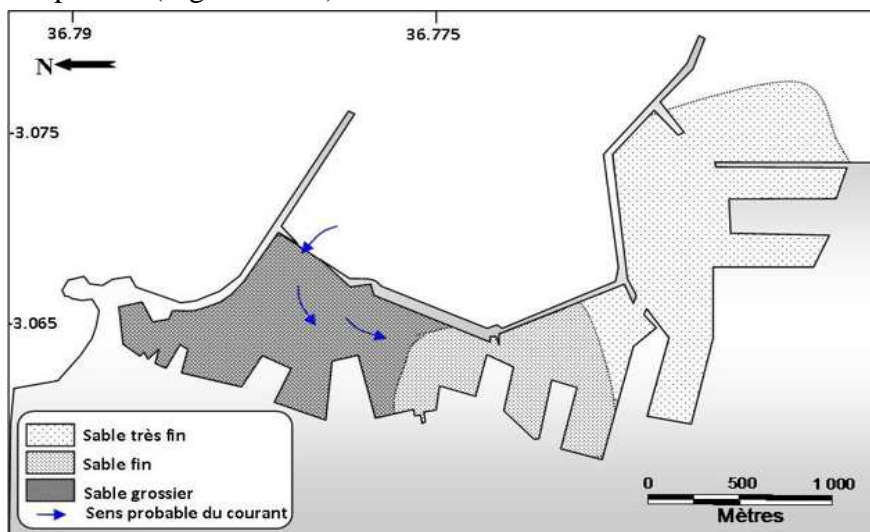 36.79 36.775
N
-3.075
-3.065
Sable très fin
Sable fin
Sable grossier
Sens probable du courant
0 500 1 000
Mètres